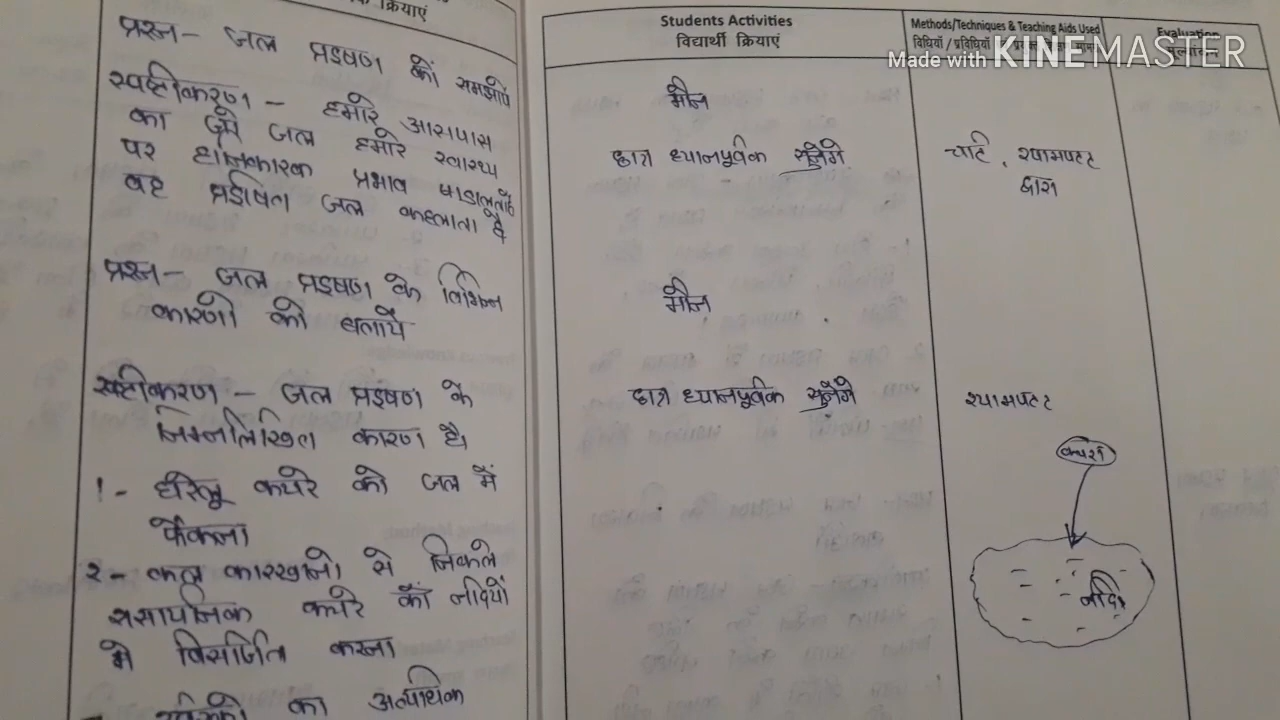 क्रियाएं
प्रश्न- जल प्रदुषण को समझाये
स्पष्टीकरण - हमारे आसपास
का दुषे जल हमारे स्वास्थ्य
पर हानिकारक प्रभाव
वह प्रदुषित जल कहलाता है
प्रश्न- जल प्रदुषण के विभिन्न
कारणो को बताये
स्पष्टीकरण - जल प्रदुषण के
निम्नलिखित कारण है।
1- घरेलू कचरे को जल में
फेंकना
2- कल कारखानो से निकले
रासायनिक कचरे को नदियों
मे विसर्जित करना
का अत्यधिक
Students Activities
विद्यार्थी क्रियाएं
मौन
छात्र ध्यानपूर्वक सुनेंगे
मौन
छात्र ध्यानपूर्वक सुनेंगे
Methods/Techniques & Teaching Aids Used
विधियाँ / प्रविधियाँ
चार्ट, श्यामपट्ट
द्वारा
श्यामपट्ट
कचरा
नदि
Evaluation
Made with KINEMASTER